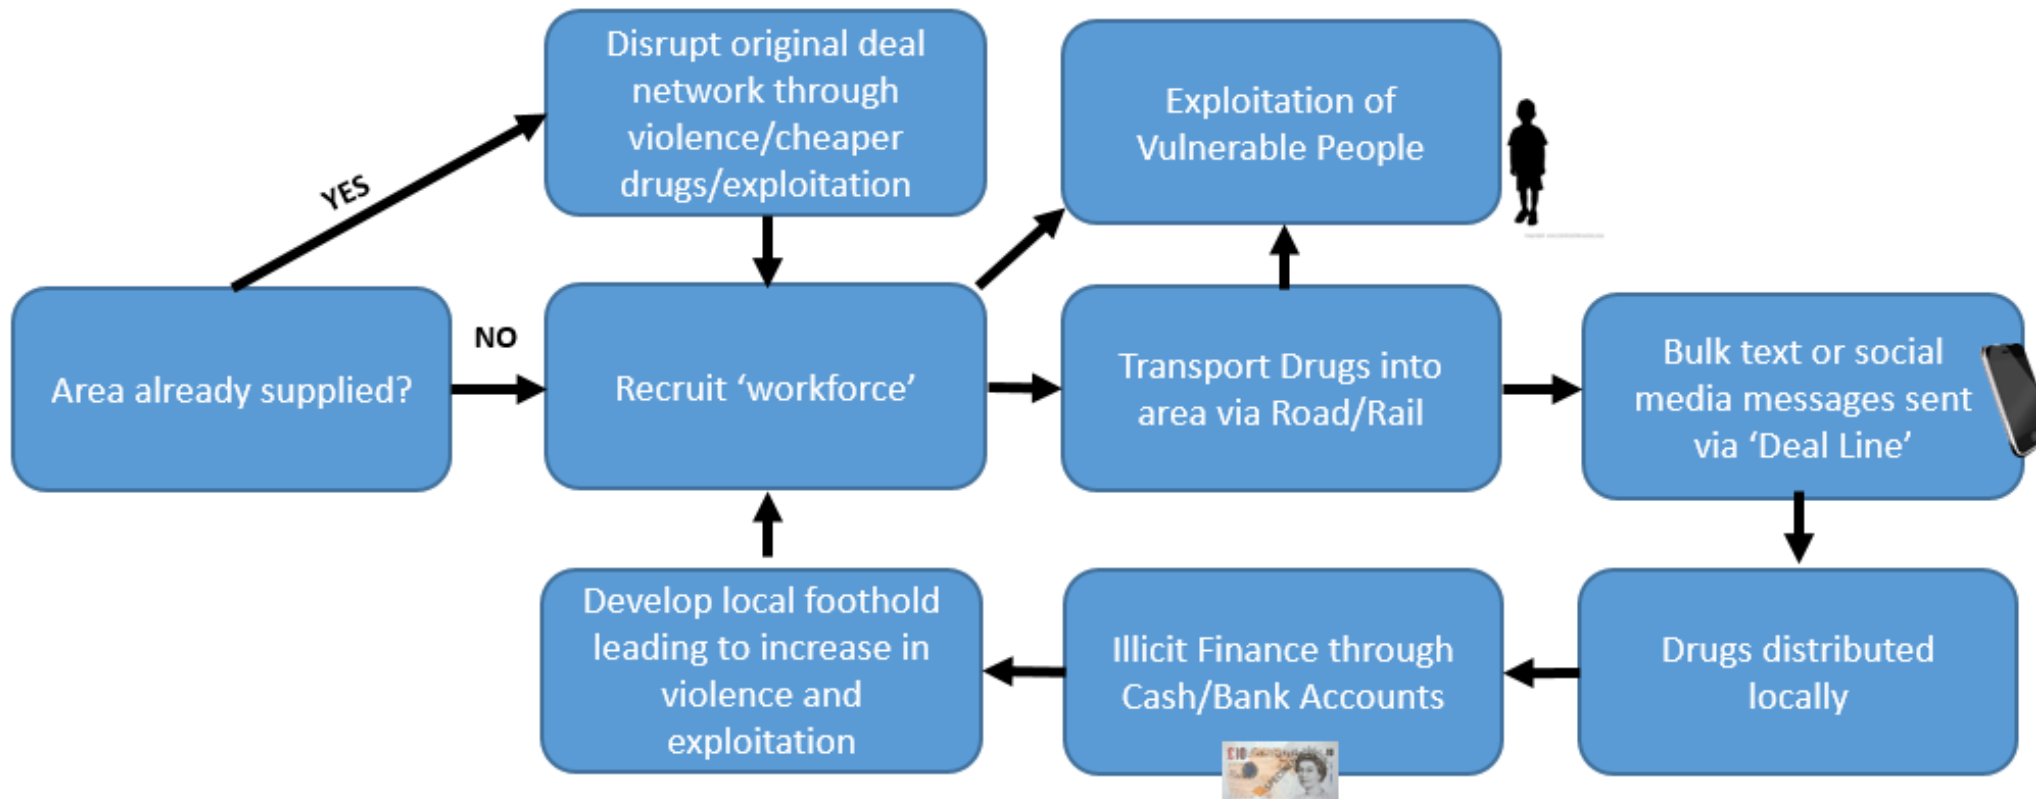 Disrupt original deal
network through
violence/cheaper
drugs/exploitation
Exploitation of
Vulnerable People
YES
Area already supplied?
NO
Recruit ‘workforce’
Transport Drugs into
area via Road/Rail
Bulk text or social
media messages sent
via ‘Deal Line’
Develop local foothold
leading to increase in
violence and
exploitation
Illicit Finance through
Cash/Bank Accounts
Drugs distributed
locally
£10